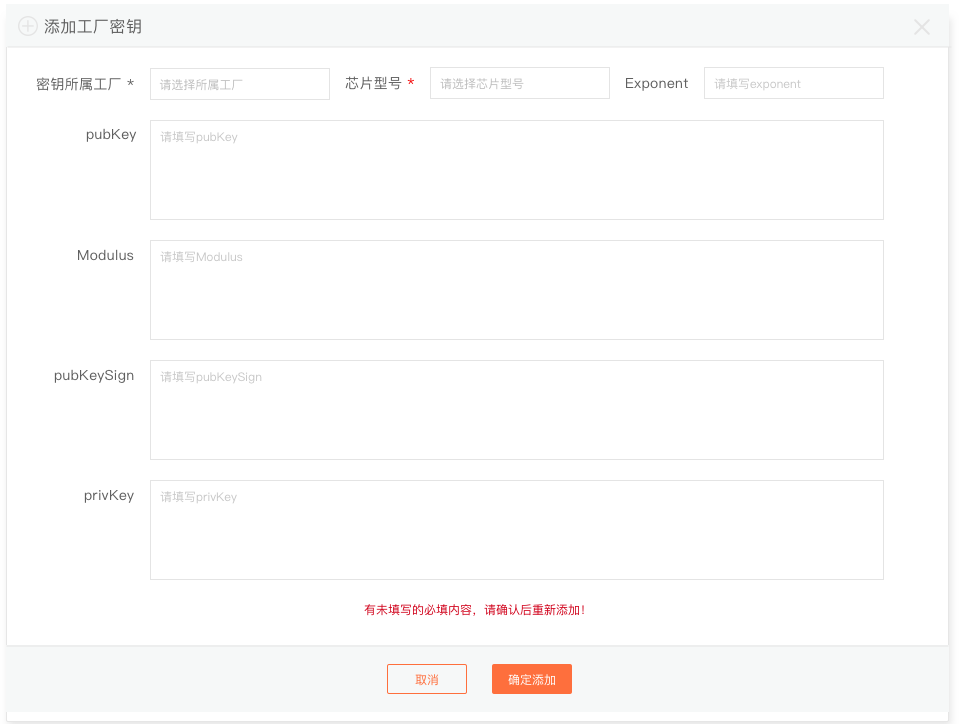 添加工厂密钥
密钥所属工厂 * 请选择所属工厂 芯片型号 * 请选择芯片型号 Exponent 请填写exponent
pubKey 请填写pubKey
Modulus 请填写Modulus
pubKeySign 请填写pubKeySign
privKey 请填写privKey
有未填写的必填内容，请确认后重新添加！
取消 确定添加